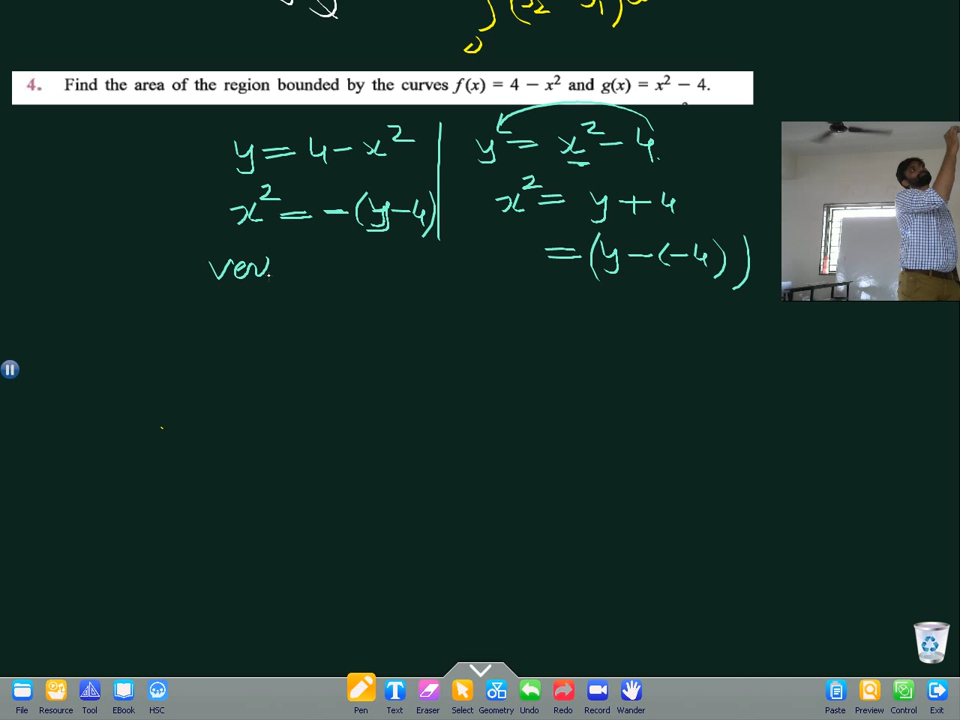 4. Find the area of the region bounded by the curves f(x) = 4 − x² and g(x) = x² − 4.
y = 4 − x²
x² = −(y−4)
ver.
y = x² − 4
x² = y + 4
= (y − (−4))
File Resource Tool EBook HSC Pen Text Eraser Select Geometry Undo Redo Record Wander Paste Preview Control Exit